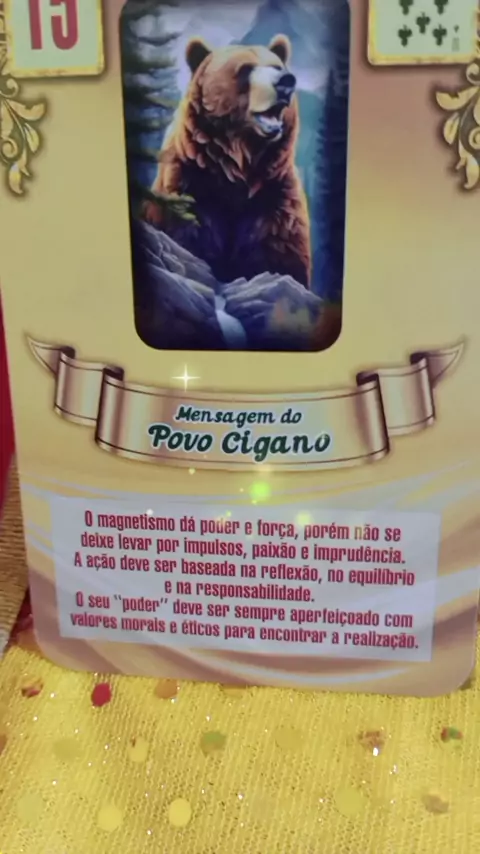 15
Mensagem do
Povo Cigano
O magnetismo dá poder e força, porém não se
deixe levar por impulsos, paixão e imprudência.
A ação deve ser baseada na reflexão, no equilíbrio
e na responsabilidade.
O seu "poder" deve ser sempre aperfeiçoado com
valores morais e éticos para encontrar a realização.